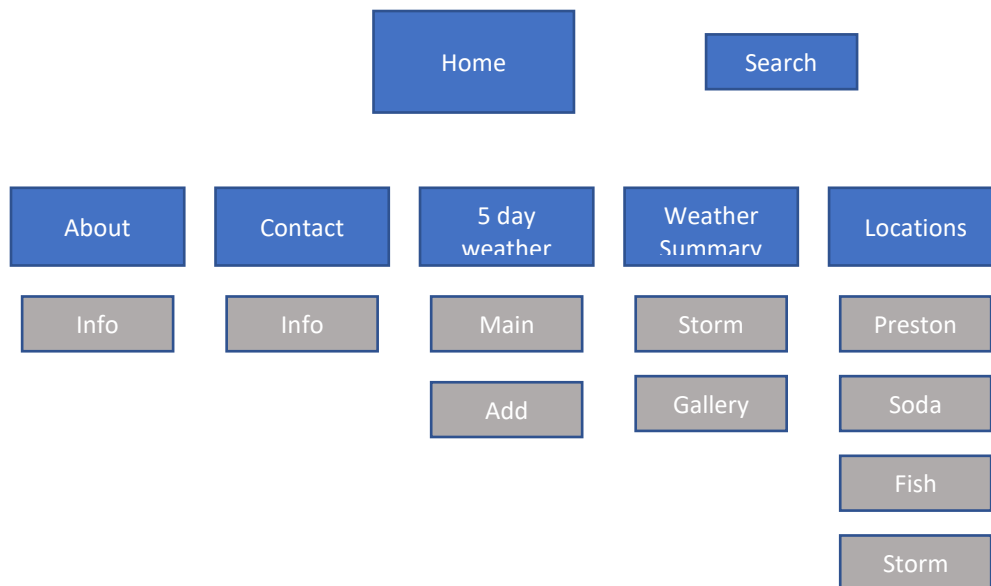 Home
Search
About
Contact
5 day
weather
Weather
Summary
Locations
Info
Info
Main
Storm
Preston
Add
Gallery
Soda
Fish
Storm